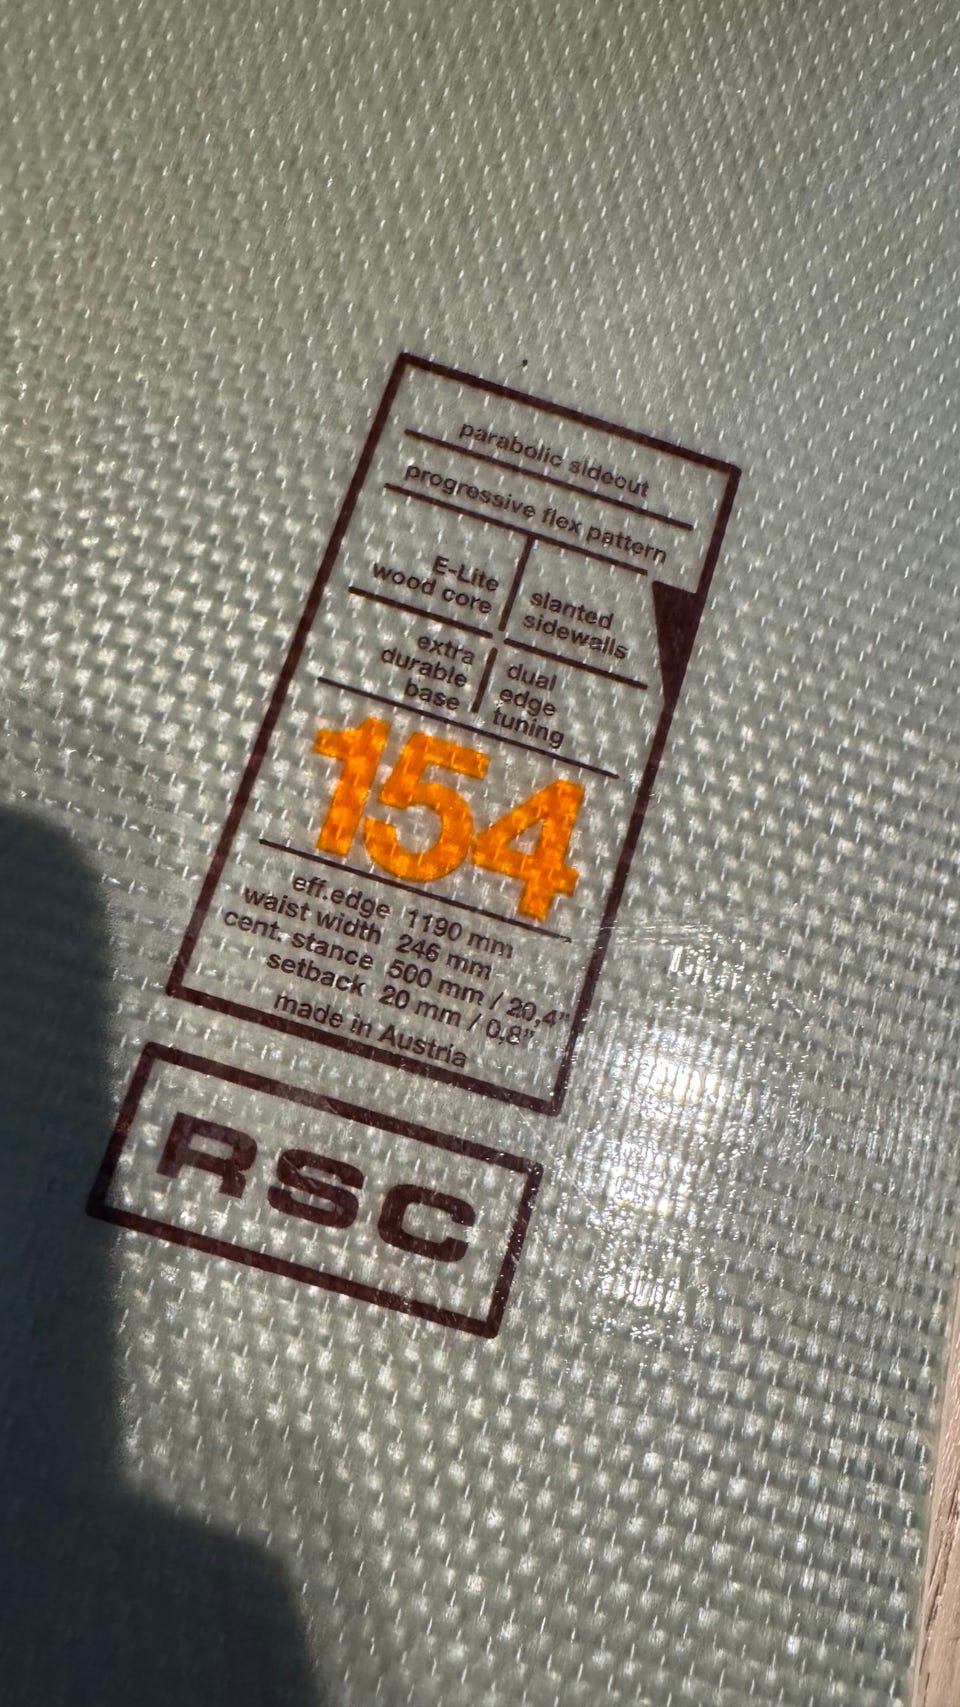 parabolic sidecut
progressive flex pattern
E-Lite
wood core
slanted
sidewalls
extra
durable
base
dual
edge
tuning
154
eff.edge 1190 mm
waist width 246 mm
cent. stance 500 mm / 20,4"
setback 20 mm / 0,8"
made in Austria
RSC